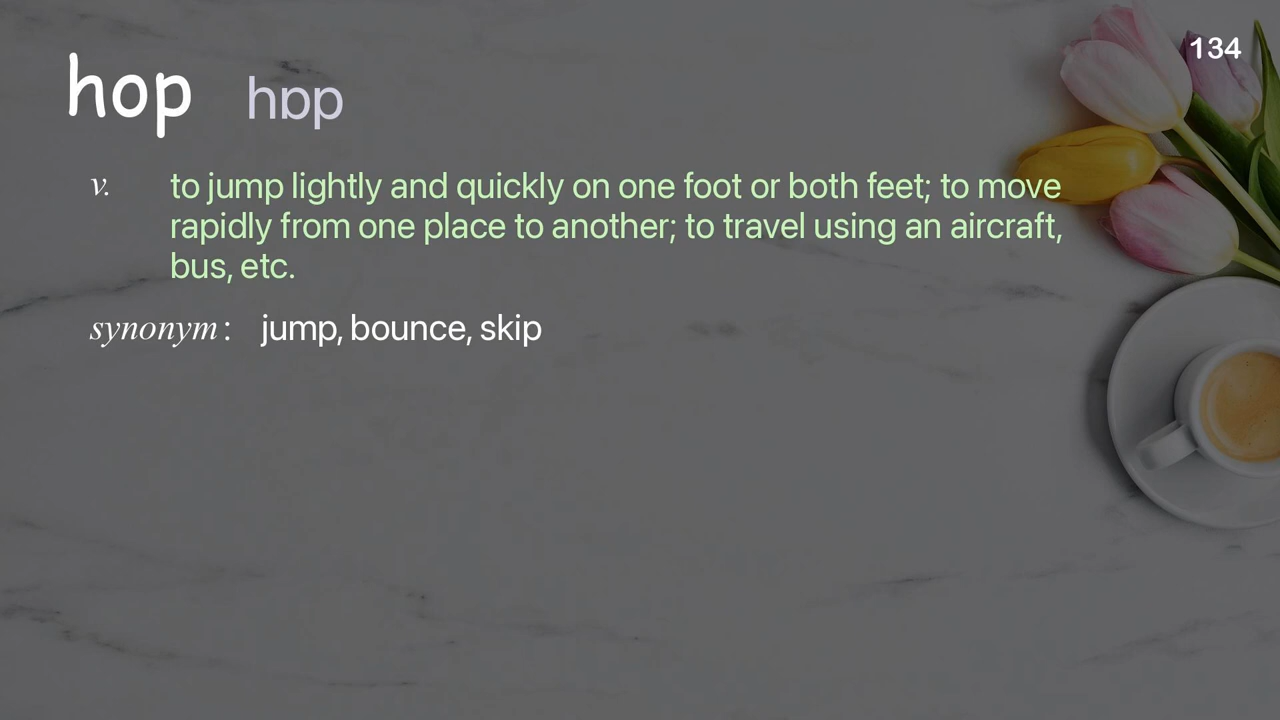 134
hop hɒp
v. to jump lightly and quickly on one foot or both feet; to move
rapidly from one place to another; to travel using an aircraft,
bus, etc.
synonym: jump, bounce, skip